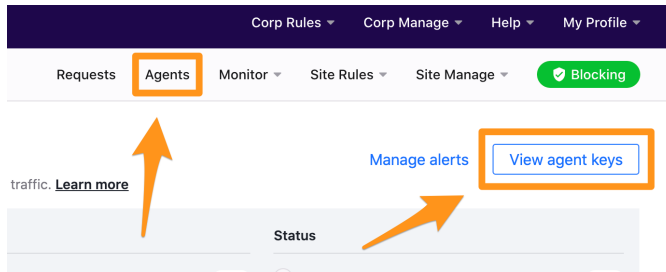 Corp Rules Corp Manage Help My Profile
Requests Agents Monitor Site Rules Site Manage Blocking
Manage alerts View agent keys
traffic. Learn more
Status